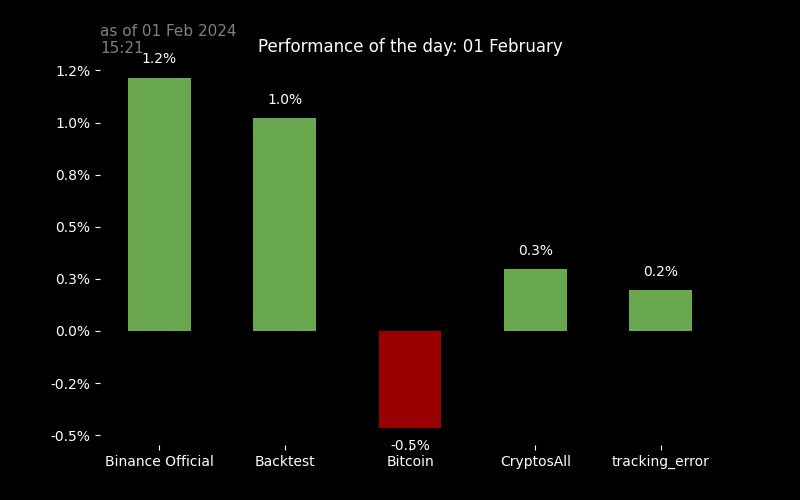 as of 01 Feb 2024
15:21
Performance of the day: 01 February
1.2%
1.0%
0.8%
0.5%
0.3%
0.0%
-0.2%
-0.5%
1.2%
1.0%
-0.5%
0.3%
0.2%
Binance Official
Backtest
Bitcoin
CryptosAll
tracking_error